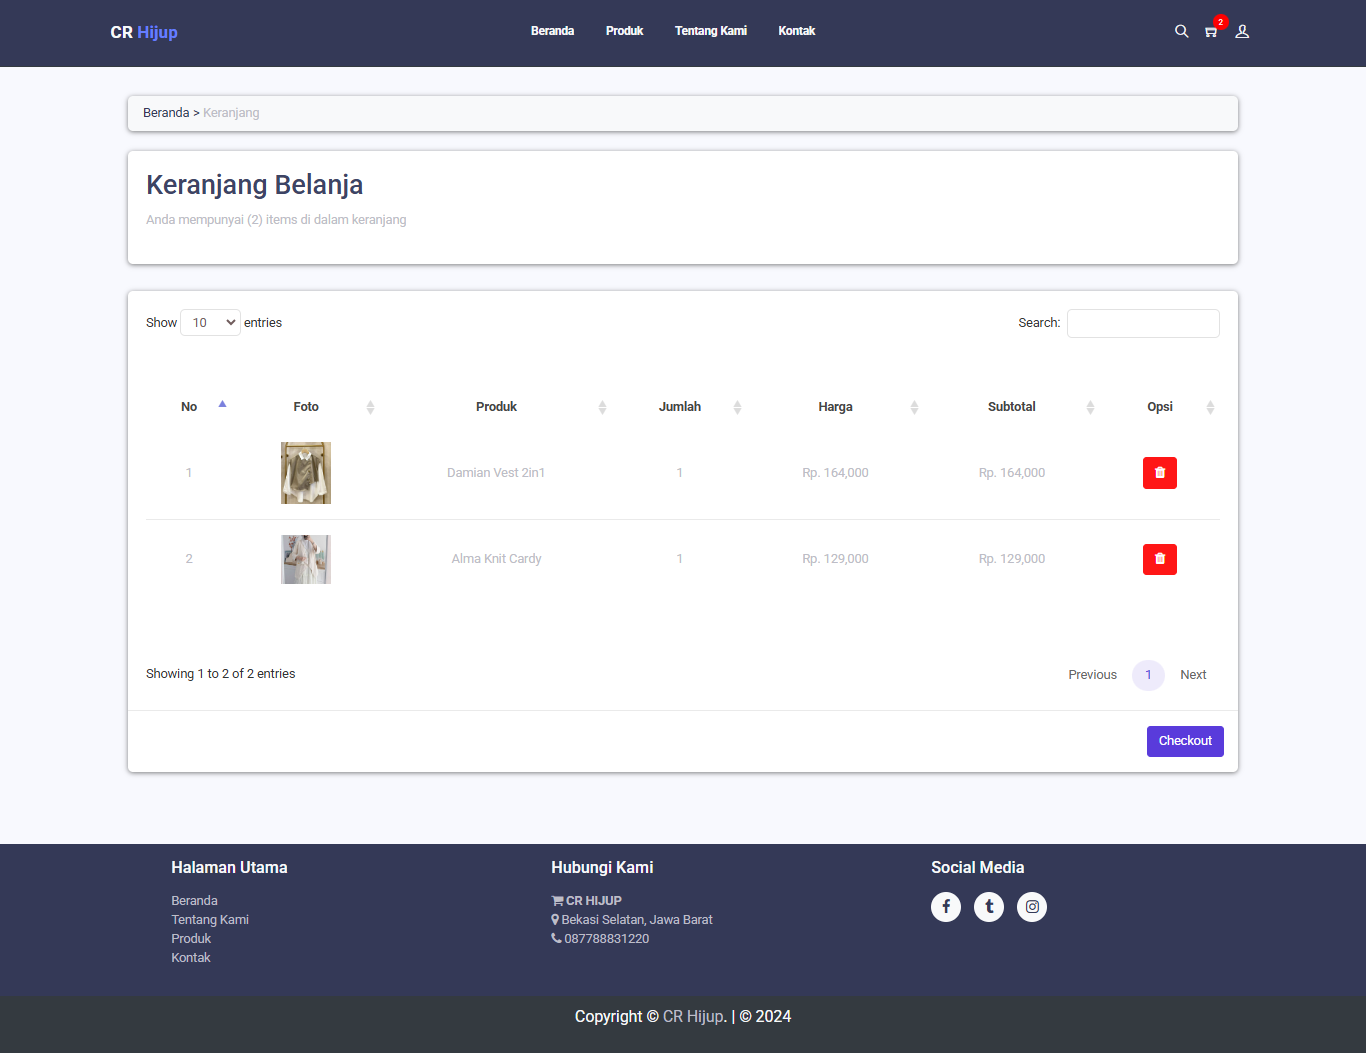 CR Hijup
Beranda Produk Tentang Kami Kontak
2
Beranda > Keranjang
Keranjang Belanja
Anda mempunyai (2) items di dalam keranjang
Show 10 entries
Search:
No Foto Produk Jumlah Harga Subtotal Opsi
1 Damian Vest 2in1 1 Rp. 164,000 Rp. 164,000
2 Alma Knit Cardy 1 Rp. 129,000 Rp. 129,000
Showing 1 to 2 of 2 entries
Previous 1 Next
Checkout
Halaman Utama
Beranda
Tentang Kami
Produk
Kontak
Hubungi Kami
CR HIJUP
Bekasi Selatan, Jawa Barat
087788831220
Social Media
Copyright © CR Hijup. | © 2024